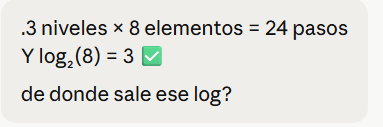 .3 niveles × 8 elementos = 24 pasos
Y log₂(8) = 3 ✅
de donde sale ese log?